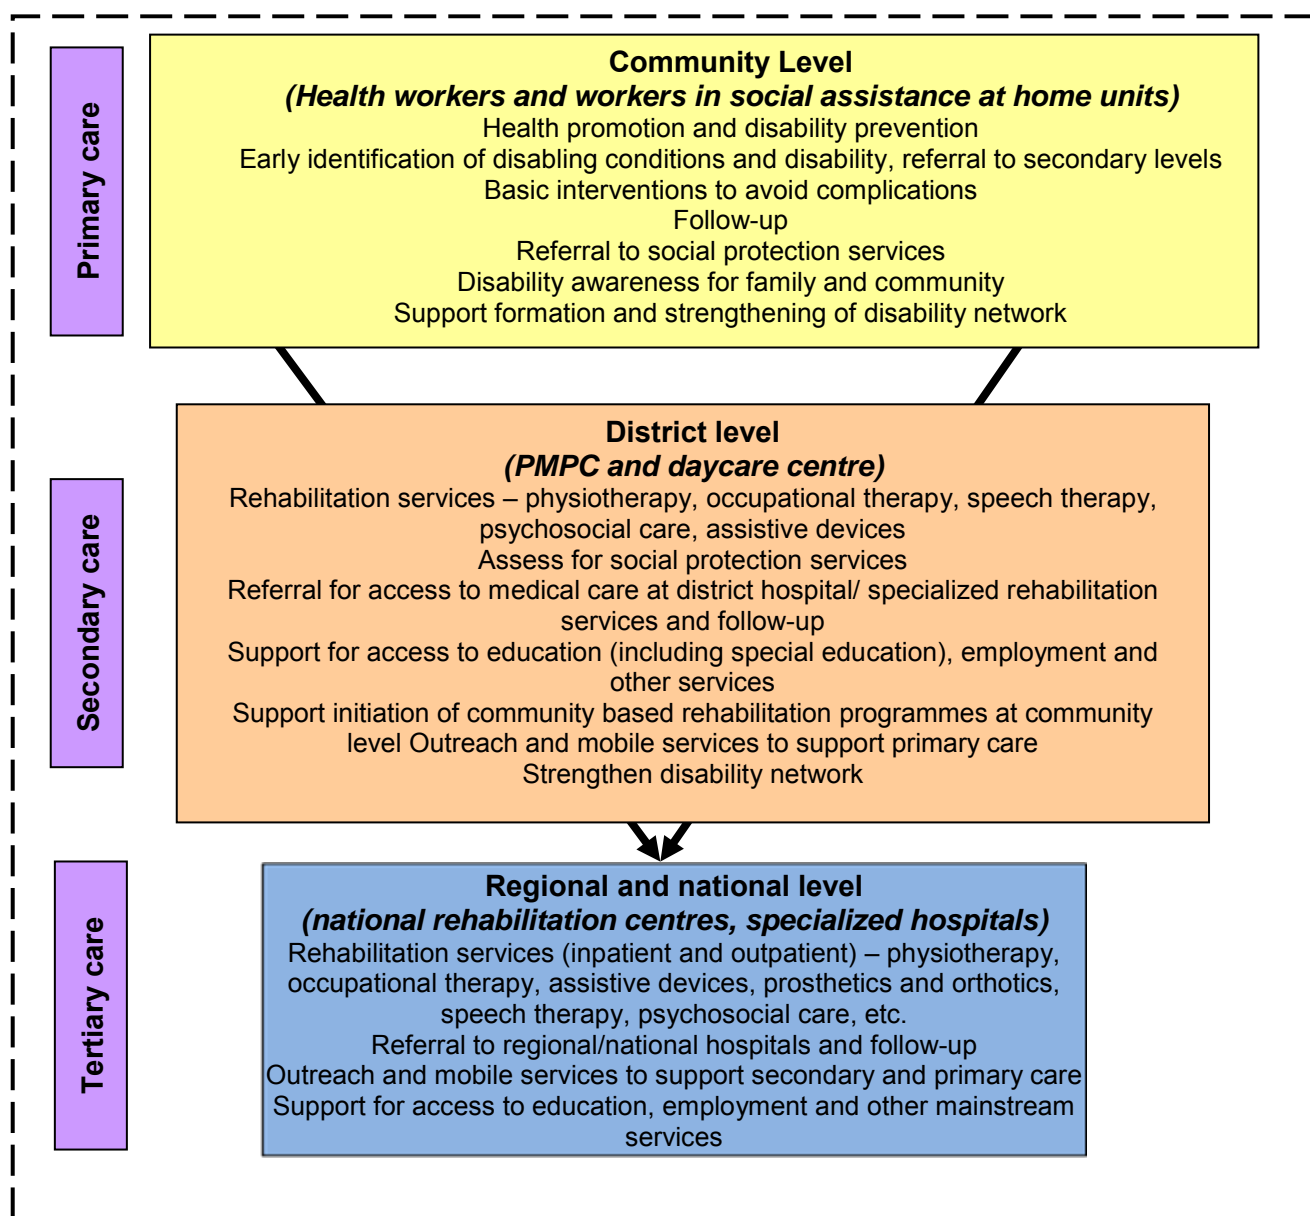 Primary care
Community Level
(Health workers and workers in social assistance at home units)
Health promotion and disability prevention
Early identification of disabling conditions and disability, referral to secondary levels
Basic interventions to avoid complications
Follow-up
Referral to social protection services
Disability awareness for family and community
Support formation and strengthening of disability network
Secondary care
District level
(PMPC and daycare centre)
Rehabilitation services – physiotherapy, occupational therapy, speech therapy,
psychosocial care, assistive devices
Assess for social protection services
Referral for access to medical care at district hospital/ specialized rehabilitation
services and follow-up
Support for access to education (including special education), employment and
other services
Support initiation of community based rehabilitation programmes at community
level Outreach and mobile services to support primary care
Strengthen disability network
Tertiary care
Regional and national level
(national rehabilitation centres, specialized hospitals)
Rehabilitation services (inpatient and outpatient) – physiotherapy,
occupational therapy, assistive devices, prosthetics and orthotics,
speech therapy, psychosocial care, etc.
Referral to regional/national hospitals and follow-up
Outreach and mobile services to support secondary and primary care
Support for access to education, employment and other mainstream
services